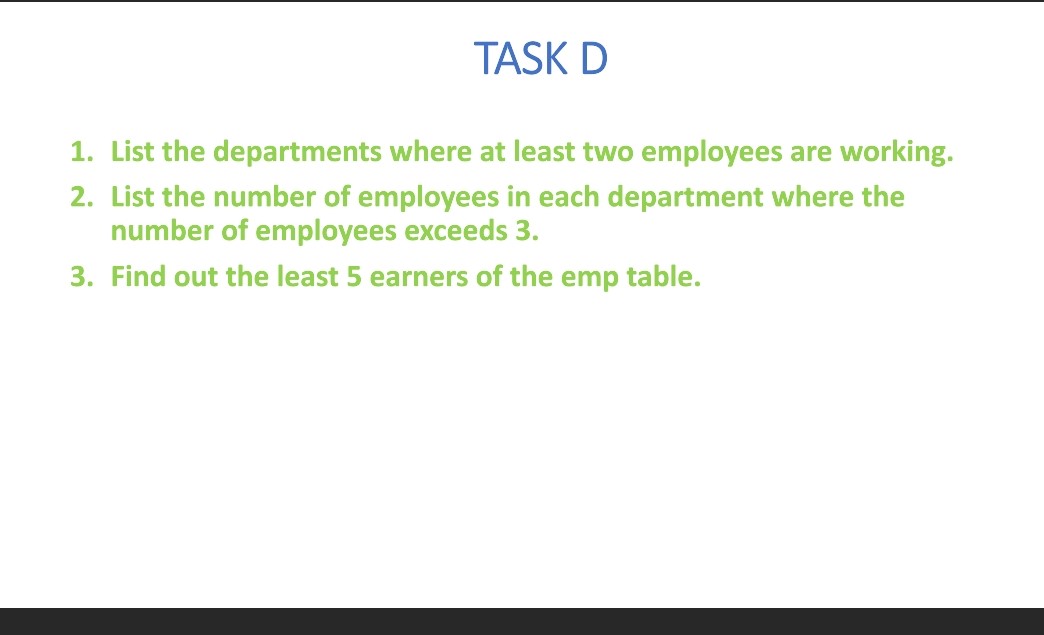 TASK D
1. List the departments where at least two employees are working.
2. List the number of employees in each department where the
number of employees exceeds 3.
3. Find out the least 5 earners of the emp table.